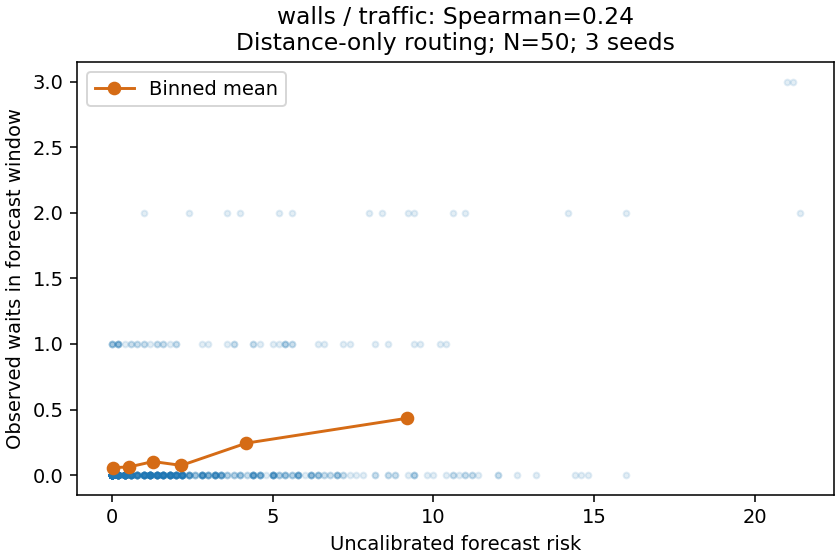 walls / traffic: Spearman=0.24
Distance-only routing; N=50; 3 seeds
Binned mean
Observed waits in forecast window
3.0
2.5
2.0
1.5
1.0
0.5
0.0
0 5 10 15 20
Uncalibrated forecast risk